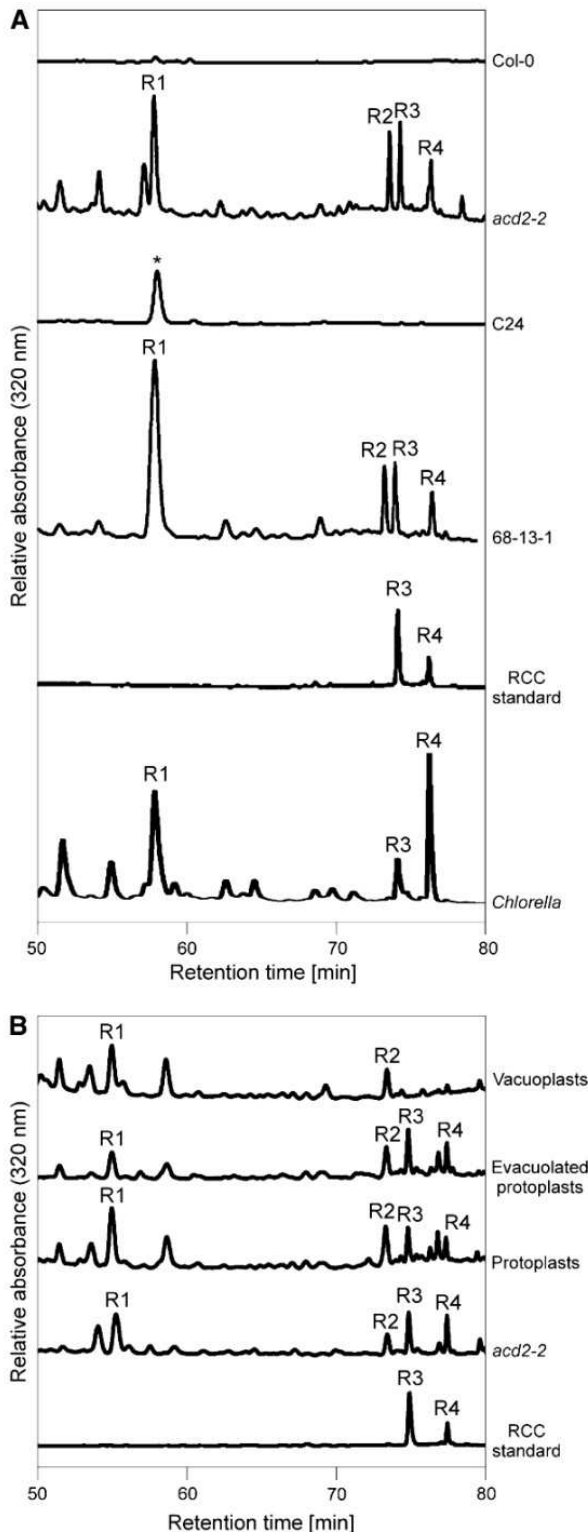 A
Col-0
R1
R2
R3
R4
acd2-2
*
C24
R1
R2
R3
R4
68-13-1
R3
R4
RCC
standard
R1
R3
R4
Chlorella
Relative absorbance (320 nm)
50
60
70
80
Retention time [min]
B
R1
R2
Vacuoplasts
R1
R2
R3
R4
Evacuolated
protoplasts
R1
R2
R3
R4
Protoplasts
R1
R2
R3
R4
acd2-2
R3
R4
RCC
standard
Relative absorbance (320 nm)
50
60
70
80
Retention time [min]